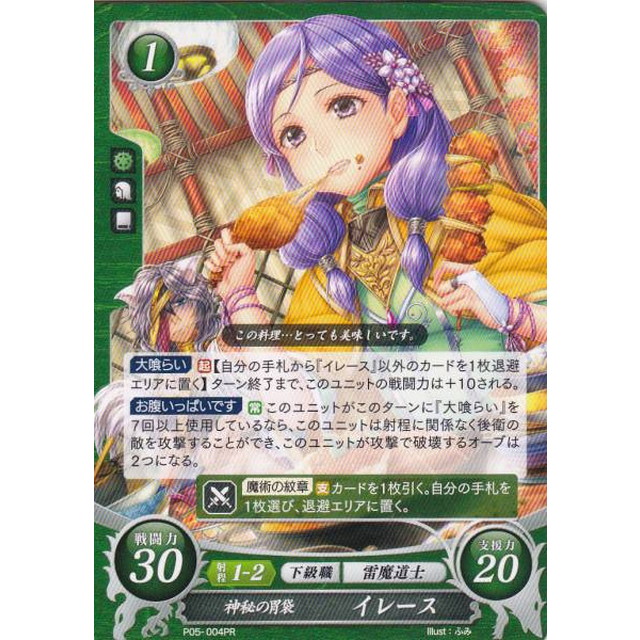 1
この料理…とっても美味しいです。
大喰らい 起【自分の手札から『イレース』以外のカードを1枚退避
エリアに置く】ターン終了まで、このユニットの戦闘力は+10される。
お腹いっぱいです 常 このユニットがこのターンに『大喰らい』を
7回以上使用しているなら、このユニットは射程に関係なく後衛の
敵を攻撃することができ、このユニットが攻撃で破壊するオーブは
2つになる。
魔術の紋章 支 カードを1枚引く。自分の手札を
1枚選び、退避エリアに置く。
戦闘力
30
射程 1-2 下級職 雷魔道士
支援力
20
神秘の胃袋 イレース
P05-004PR Illust:ふみ